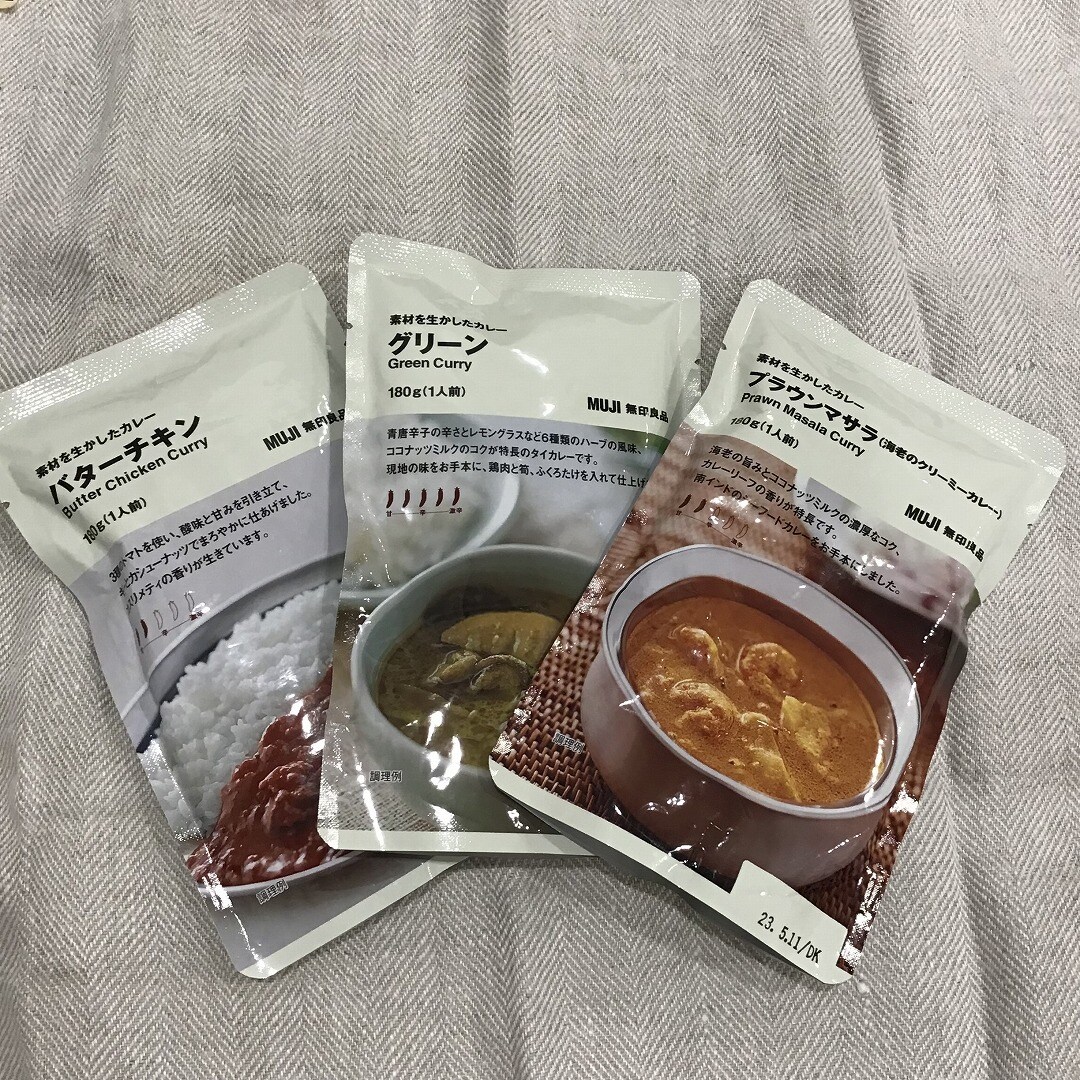 素材を生かしたカレー
バターチキン
Butter Chicken Curry
180g(1人前)
MUJI 無印良品
トマトを使い、酸味と甘みを引き立て、
カシューナッツでまろやかに仕あげました。
スリメティの香りが生きています。
辛
調理例
素材を生かしたカレー
グリーン
Green Curry
180g(1人前)
MUJI 無印良品
青唐辛子の辛さとレモングラスなど6種類のハーブの風味、
ココナッツミルクのコクが特長のタイカレーです。
現地の味をお手本に、鶏肉と筍、ふくろたけを入れて仕上げ
甘 辛 激辛
調理例
素材を生かしたカレー
プラウンマサラ(海老のクリーミーカレー)
Prawn Masala Curry
180g(1人前)
MUJI 無印良品
海老の旨みとココナッツミルクの濃厚なコク、
カレーリーフの香りが特長です。
南インドのシーフードカレーをお手本にしました。
調理例
23. 5.11/DK